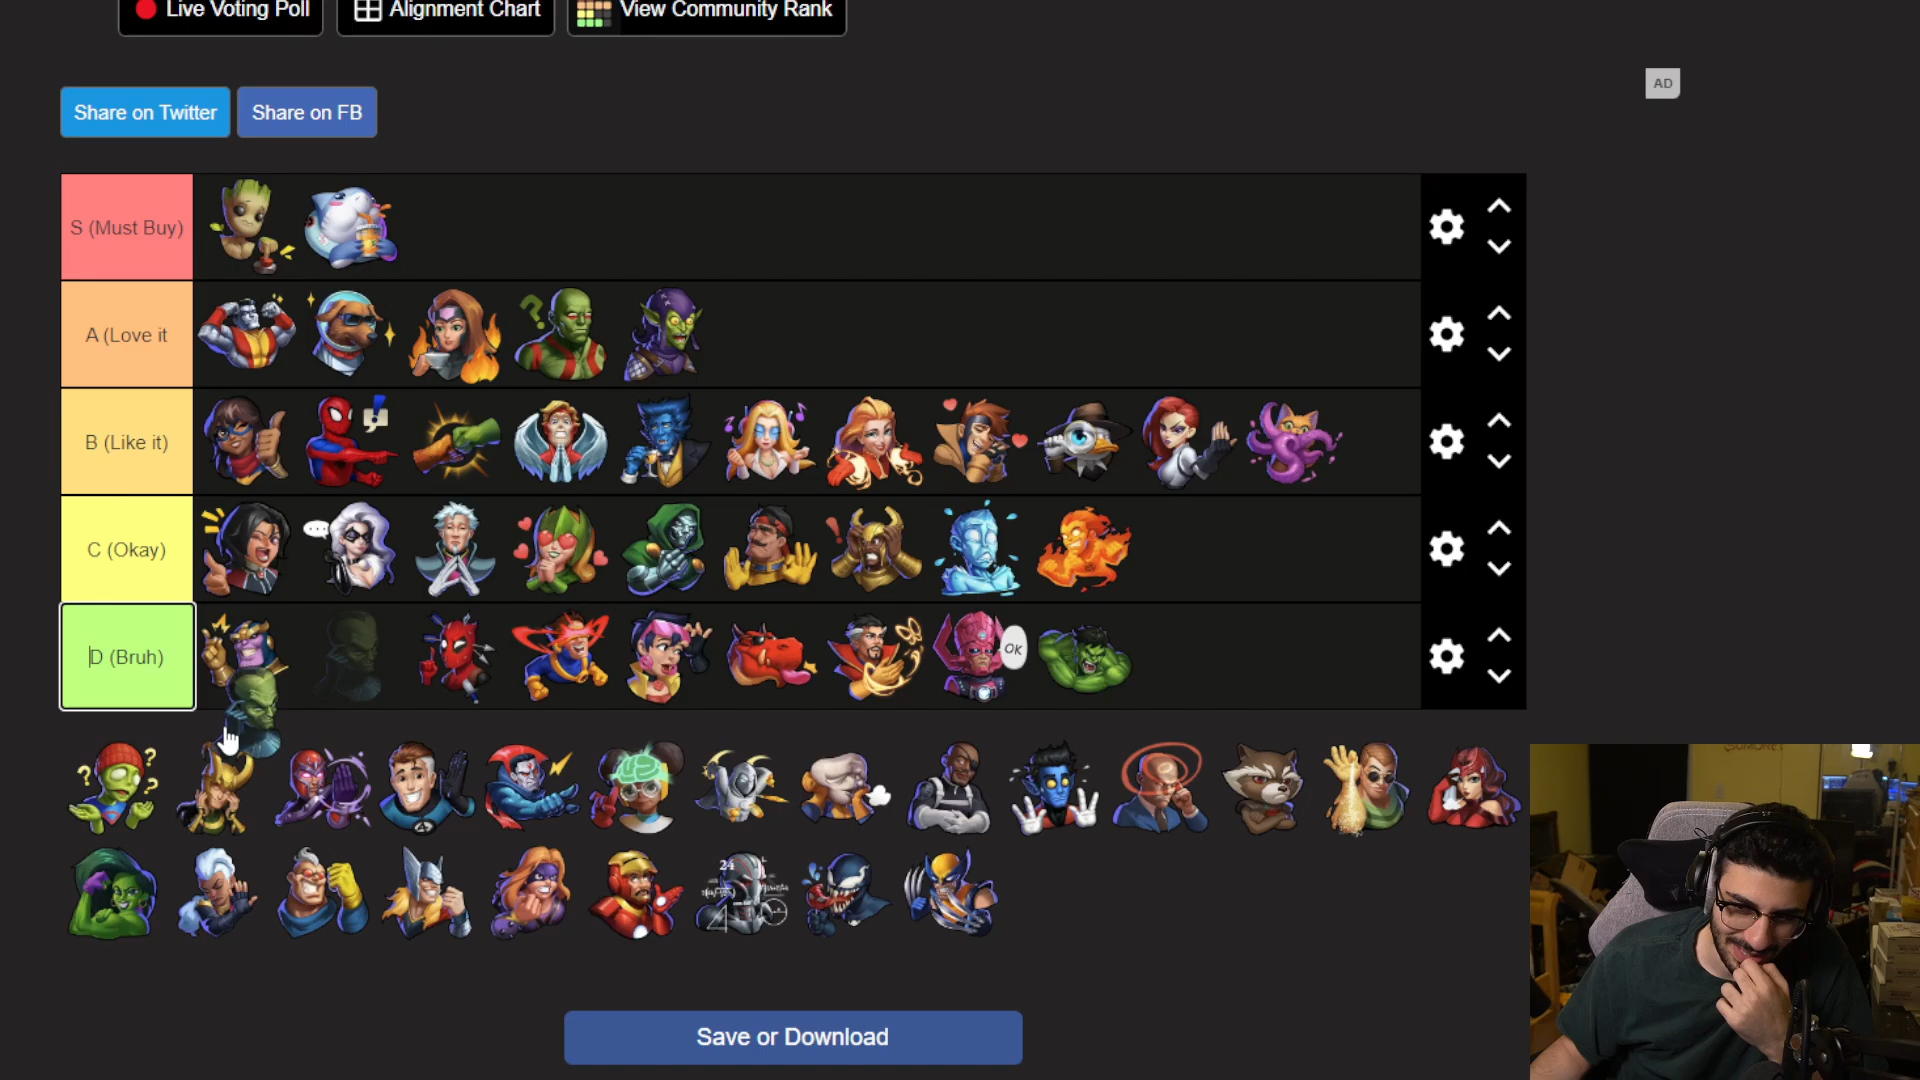 Live Voting Poll
Alignment Chart
View Community Rank
AD
Share on Twitter
Share on FB
S (Must Buy)
A (Love it
B (Like it)
C (Okay)
D (Bruh)
OK
24
Save or Download